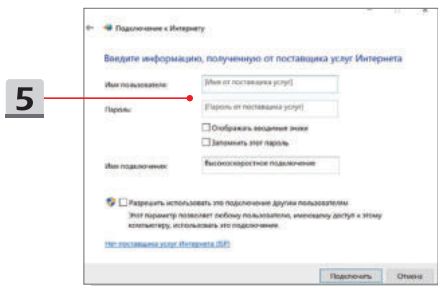 Подключение к Интернету
Введите информацию, полученную от поставщика услуг Интернета
5
Имя пользователя:
[Имя от поставщика услуг]
Пароль:
[Пароль от поставщика услуг]
Отображать вводимые знаки
Запомнить этот пароль
Имя подключения:
Высокоскоростное подключение
Разрешить использовать это подключение другим пользователям
Этот параметр позволяет любому пользователю, имеющему доступ к этому
компьютеру, использовать это подключение.
Нет поставщика услуг Интернета (ISP)
Подключить
Отмена